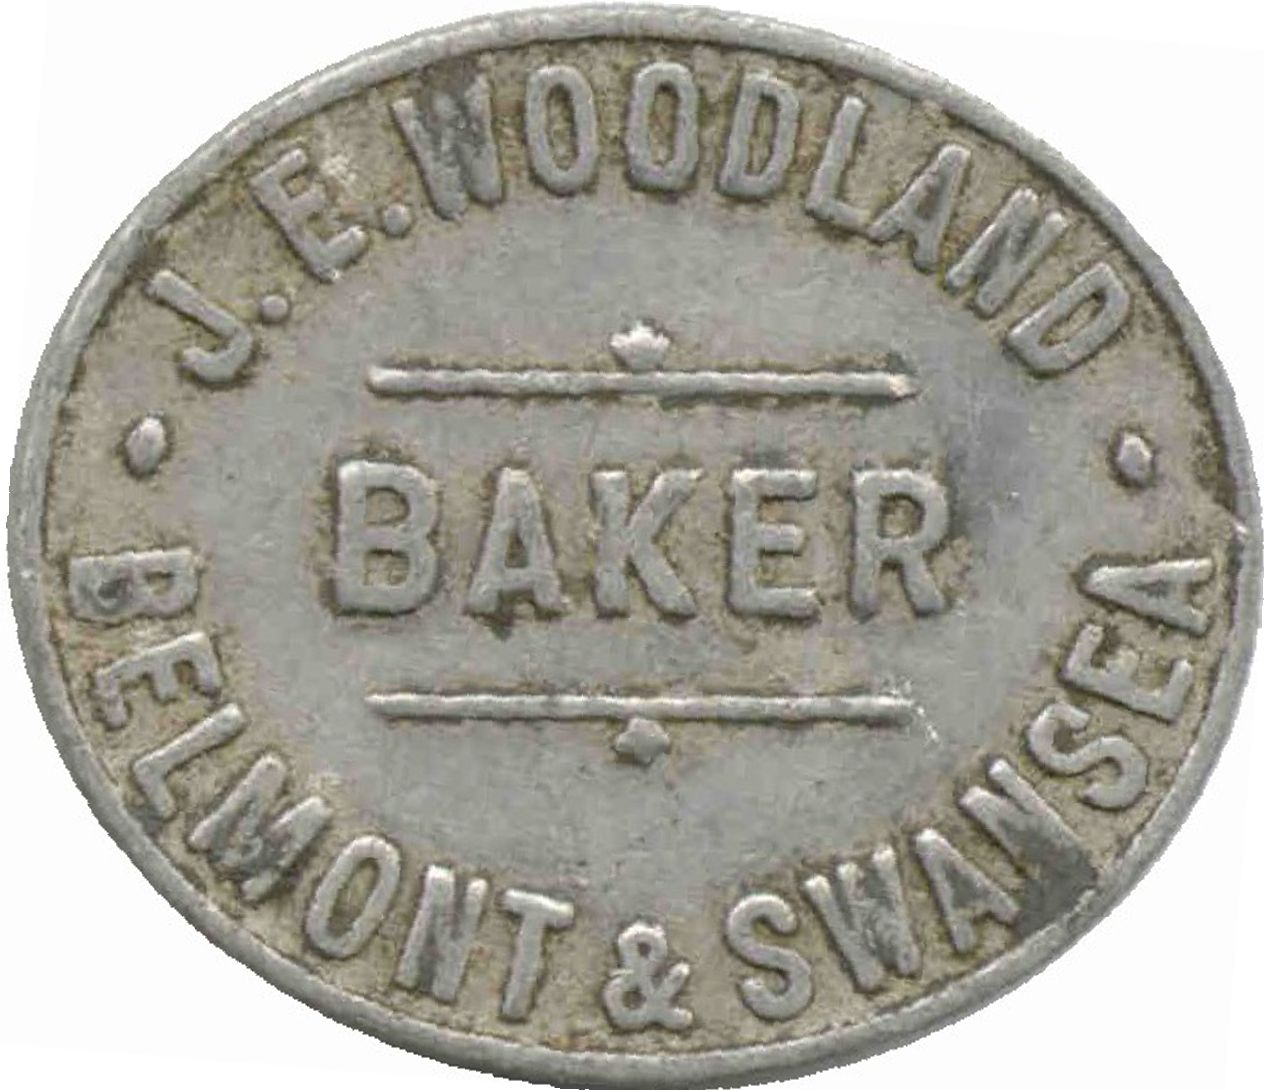 J. E. WOODLAND
BAKER
BELMONT & SWANSEA